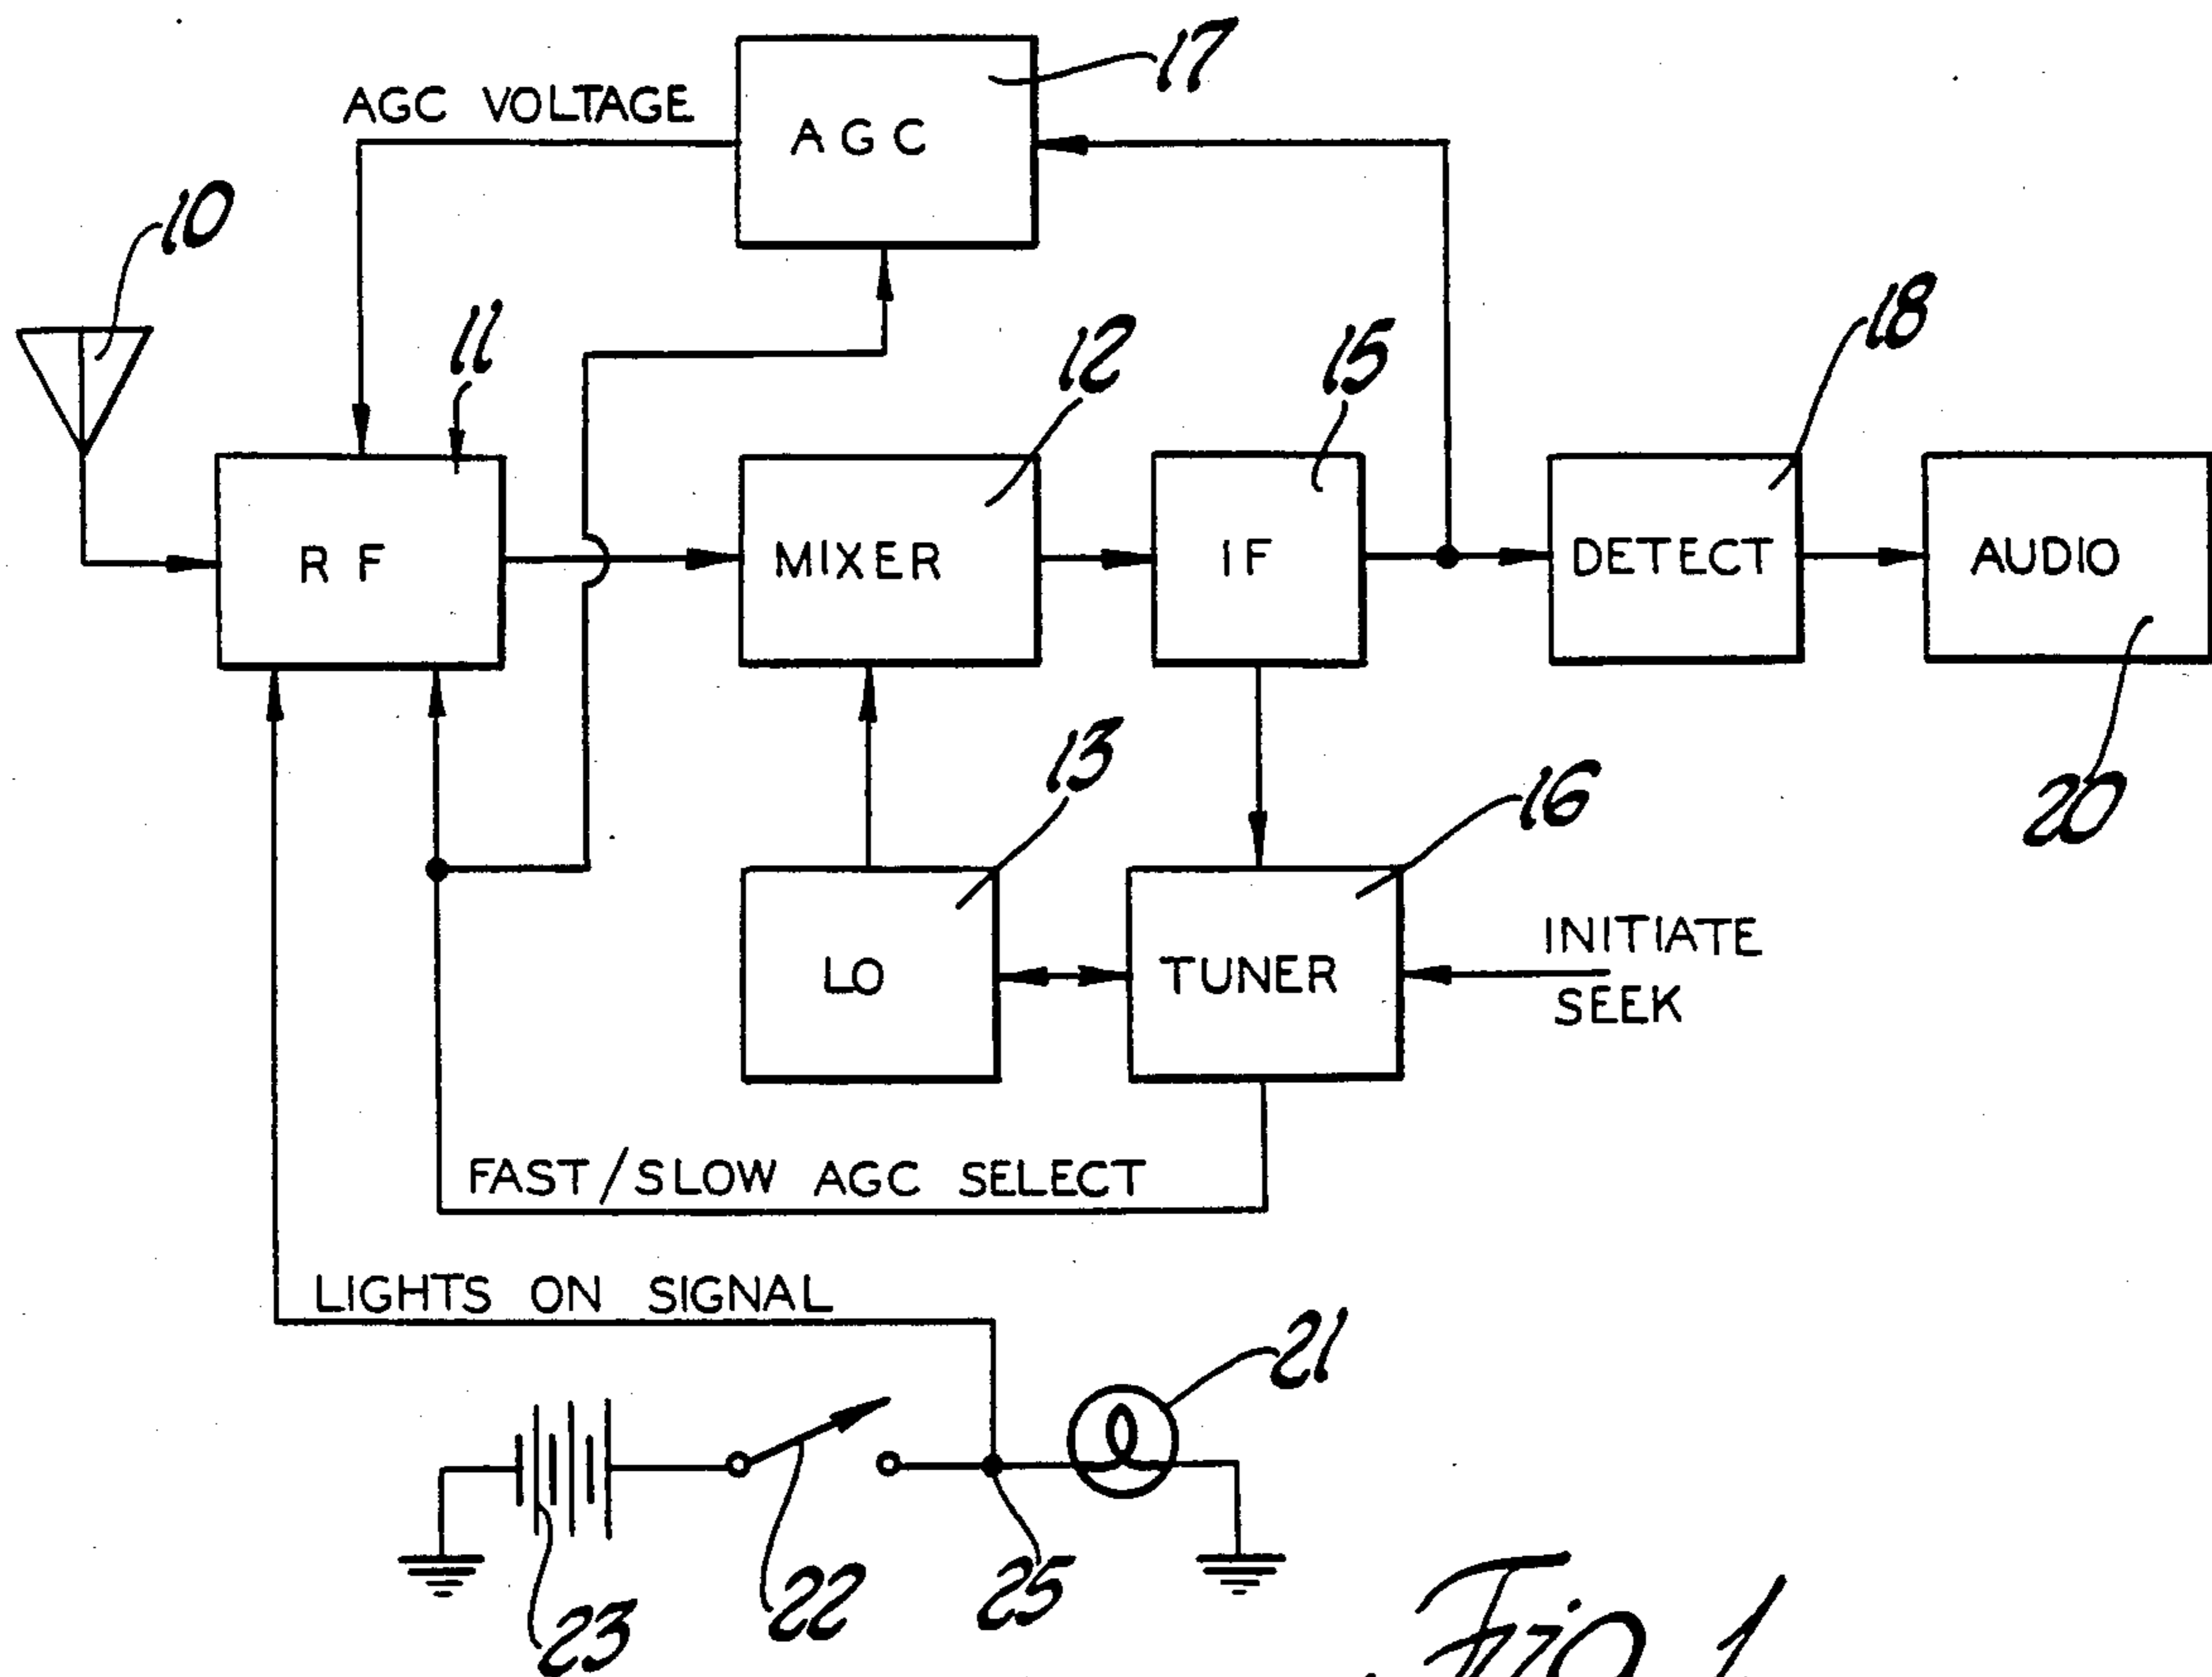 17
AGC VOLTAGE
AGC
10
11
12
15
18
RF
MIXER
IF
DETECT
AUDIO
13
16
20
LO
TUNER
INITIATE
SEEK
FAST/SLOW AGC SELECT
LIGHTS ON SIGNAL
21
23
22
25
Fig. 1